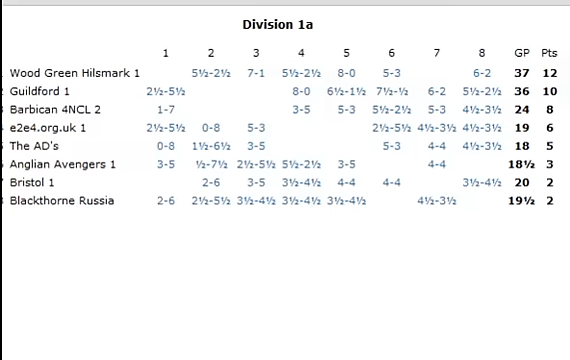 Division 1a
1 2 3 4 5 6 7 8 GP Pts
Wood Green Hilsmark 1 5½-2½ 7-1 5½-2½ 8-0 5-3 6-2 37 12
Guildford 1 2½-5½ 8-0 6½-1½ 7½-½ 6-2 5½-2½ 36 10
Barbican 4NCL 2 1-7 3-5 5-3 5½-2½ 5-3 4½-3½ 24 8
e2e4.org.uk 1 2½-5½ 0-8 5-3 2½-5½ 4½-3½ 4½-3½ 19 6
The AD's 0-8 1½-6½ 3-5 5-3 4-4 4½-3½ 18 5
Anglian Avengers 1 3-5 ½-7½ 2½-5½ 5½-2½ 3-5 4-4 18½ 3
Bristol 1 2-6 3-5 3½-4½ 4-4 4-4 3½-4½ 20 2
Blackthorne Russia 2-6 2½-5½ 3½-4½ 3½-4½ 3½-4½ 4½-3½ 19½ 2